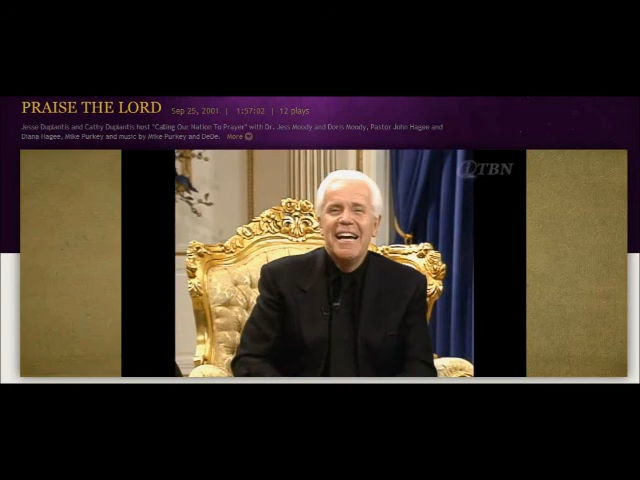 PRAISE THE LORD Sep 25, 2001 | 1:57:02 | 12 plays
Jesse Duplantis and Cathy Duplantis host "Calling Our Nation To Prayer" with Dr. Jess Moody and Doris Moody, Pastor John Hagee and
Diana Hagee, Mike Purkey and music by Mike Purkey and DeDe. More
iTBN